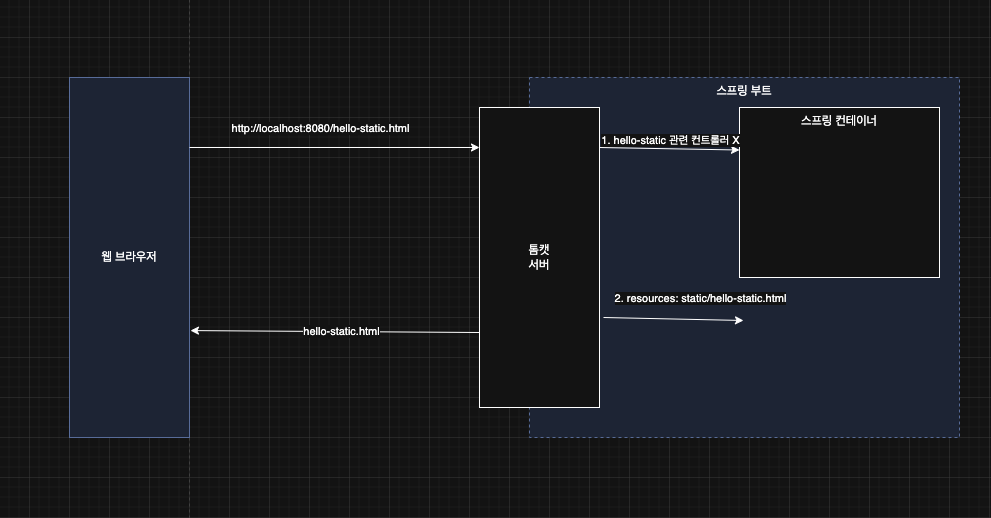 스프링 부트
스프링 컨테이너
http://localhost:8080/hello-static.html
1. hello-static 관련 컨트롤러 X
웹 브라우저
톰캣
서버
2. resources: static/hello-static.html
hello-static.html